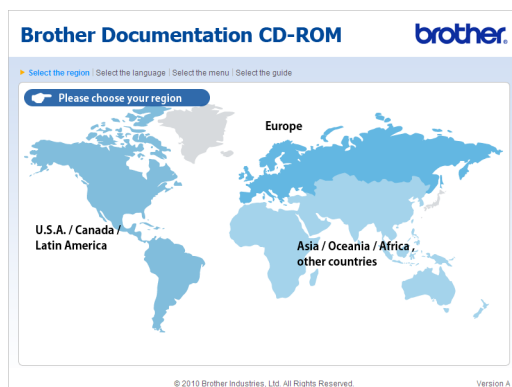 Brother Documentation CD-ROM
brother
Select the region | Select the language | Select the menu | Select the guide
Please choose your region
Europe
U.S.A. / Canada /
Latin America
Asia / Oceania / Africa ,
other countries
© 2010 Brother Industries, Ltd. All Rights Reserved.
Version A